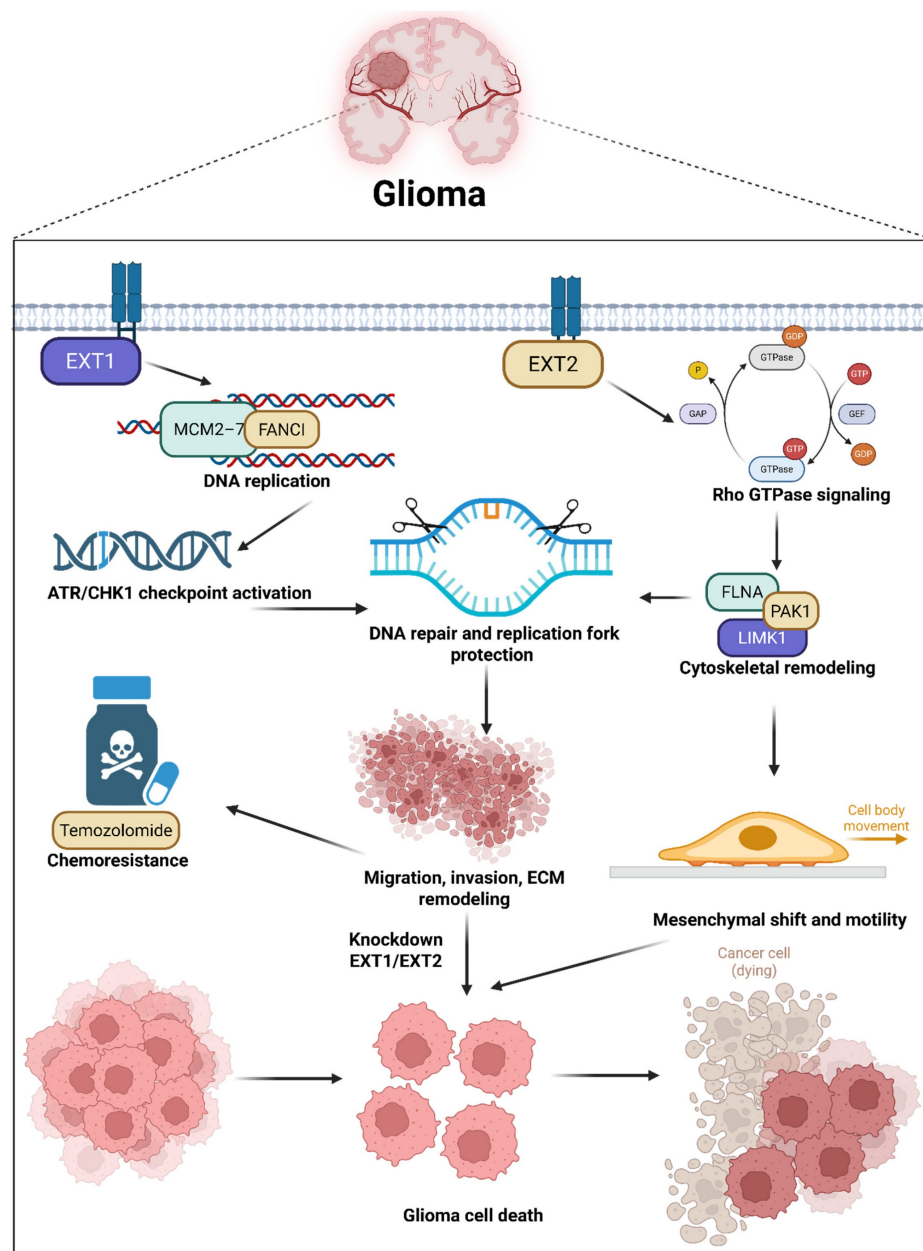 Glioma
EXT1
EXT2
GDP
GTPase
P
GTP
GAP
GEF
GTP
GTPase
GDP
Rho GTPase signaling
MCM2–7
FANCI
DNA replication
ATR/CHK1 checkpoint activation
DNA repair and replication fork
protection
FLNA
PAK1
LIMK1
Cytoskeletal remodeling
Temozolomide
Chemoresistance
Migration, invasion, ECM
remodeling
Cell body
movement
Mesenchymal shift and motility
Knockdown
EXT1/EXT2
Cancer cell
(dying)
Glioma cell death